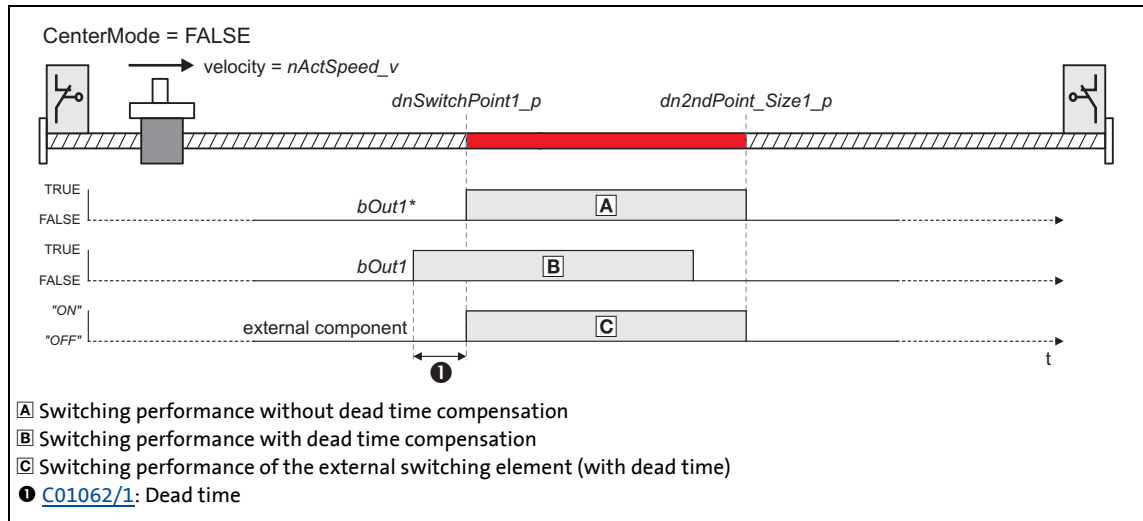 CenterMode = FALSE
velocity = nActSpeed_v
dnSwitchPoint1_p dn2ndPoint_Size1_p
TRUE
FALSE
bOut1* A
TRUE
FALSE
bOut1 B
"ON"
"OFF"
external component C
t
❶
A Switching performance without dead time compensation
B Switching performance with dead time compensation
C Switching performance of the external switching element (with dead time)
❶ C01062/1: Dead time